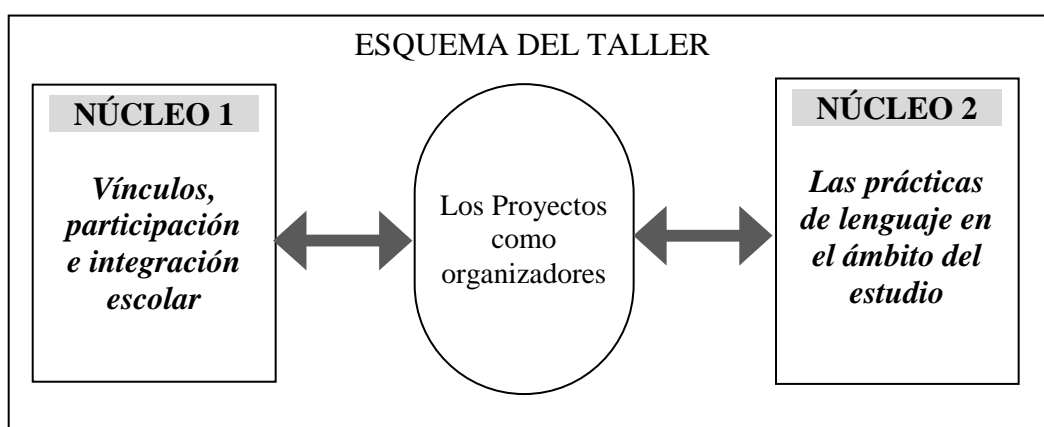 ESQUEMA DEL TALLER
NÚCLEO 1
Vínculos,
participación
e integración
escolar
Los Proyectos
como
organizadores
NÚCLEO 2
Las prácticas
de lenguaje en
el ámbito del
estudio